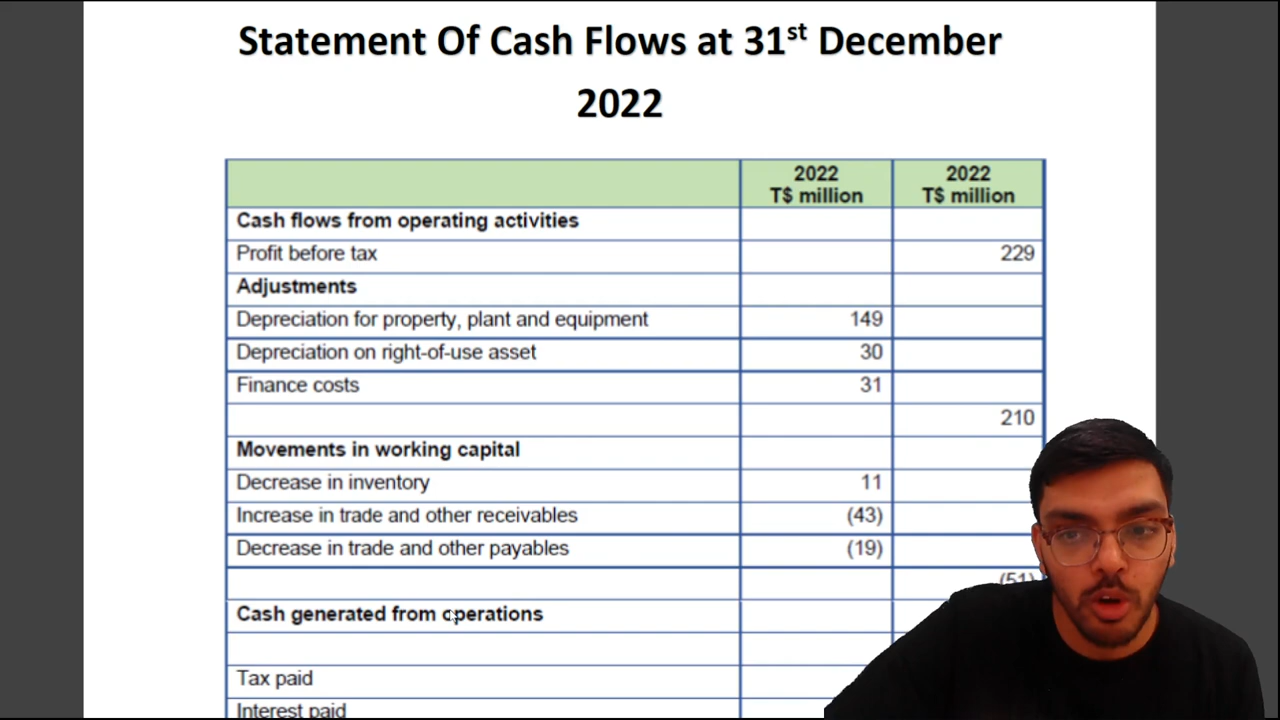 Statement Of Cash Flows at 31st December
2022
2022 2022
T$ million T$ million
Cash flows from operating activities
Profit before tax 229
Adjustments
Depreciation for property, plant and equipment 149
Depreciation on right-of-use asset 30
Finance costs 31
210
Movements in working capital
Decrease in inventory 11
Increase in trade and other receivables (43)
Decrease in trade and other payables (19)
(51)
Cash generated from operations
Tax paid
Interest paid